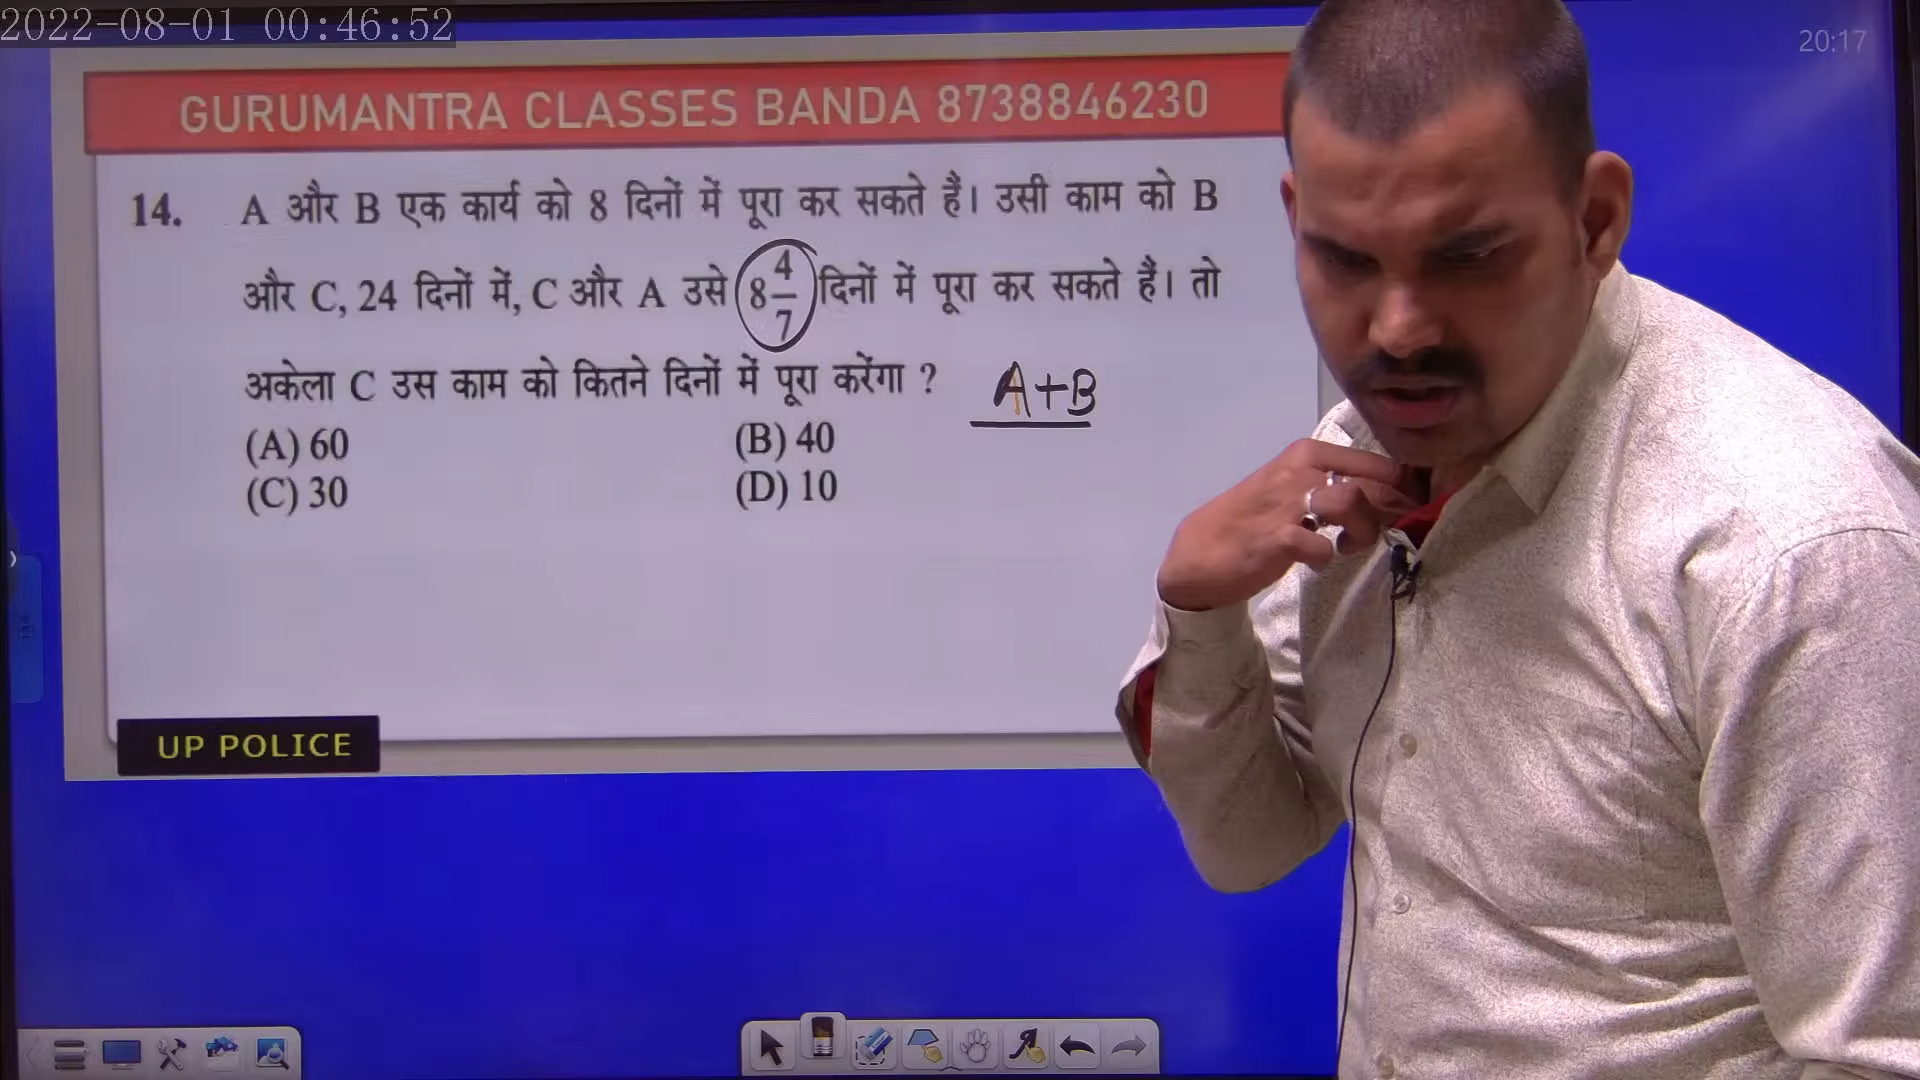 2022-08-01 00:46:52
20:17
GURUMANTRA CLASSES BANDA 8738846230
14. A और B एक कार्य को 8 दिनों में पूरा कर सकते हैं। उसी काम को B
और C, 24 दिनों में, C और A उसे 8 4/7 दिनों में पूरा कर सकते हैं। तो
अकेला C उस काम को कितने दिनों में पूरा करेंगा ?
A+B
(A) 60 (B) 40
(C) 30 (D) 10
UP POLICE